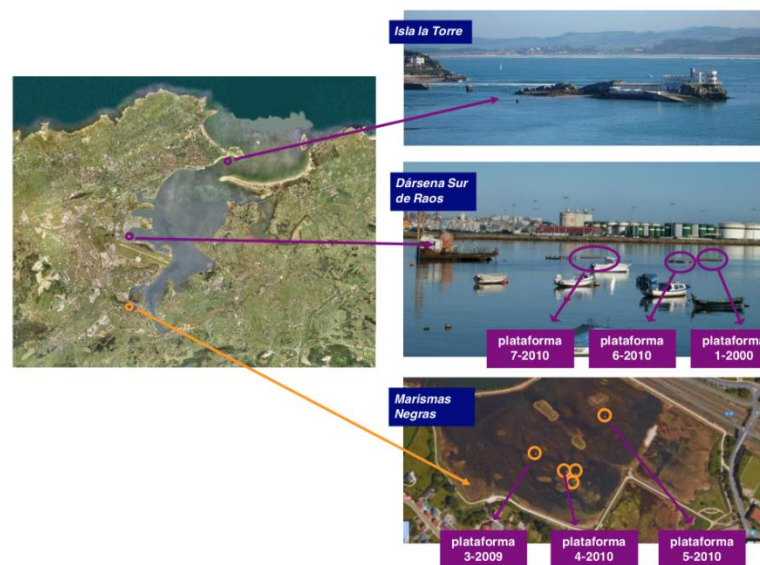 Isla la Torre
Dársena Sur
de Raos
plataforma
7-2010
plataforma
6-2010
plataforma
1-2000
Marismas
Negras
plataforma
3-2009
plataforma
4-2010
plataforma
5-2010